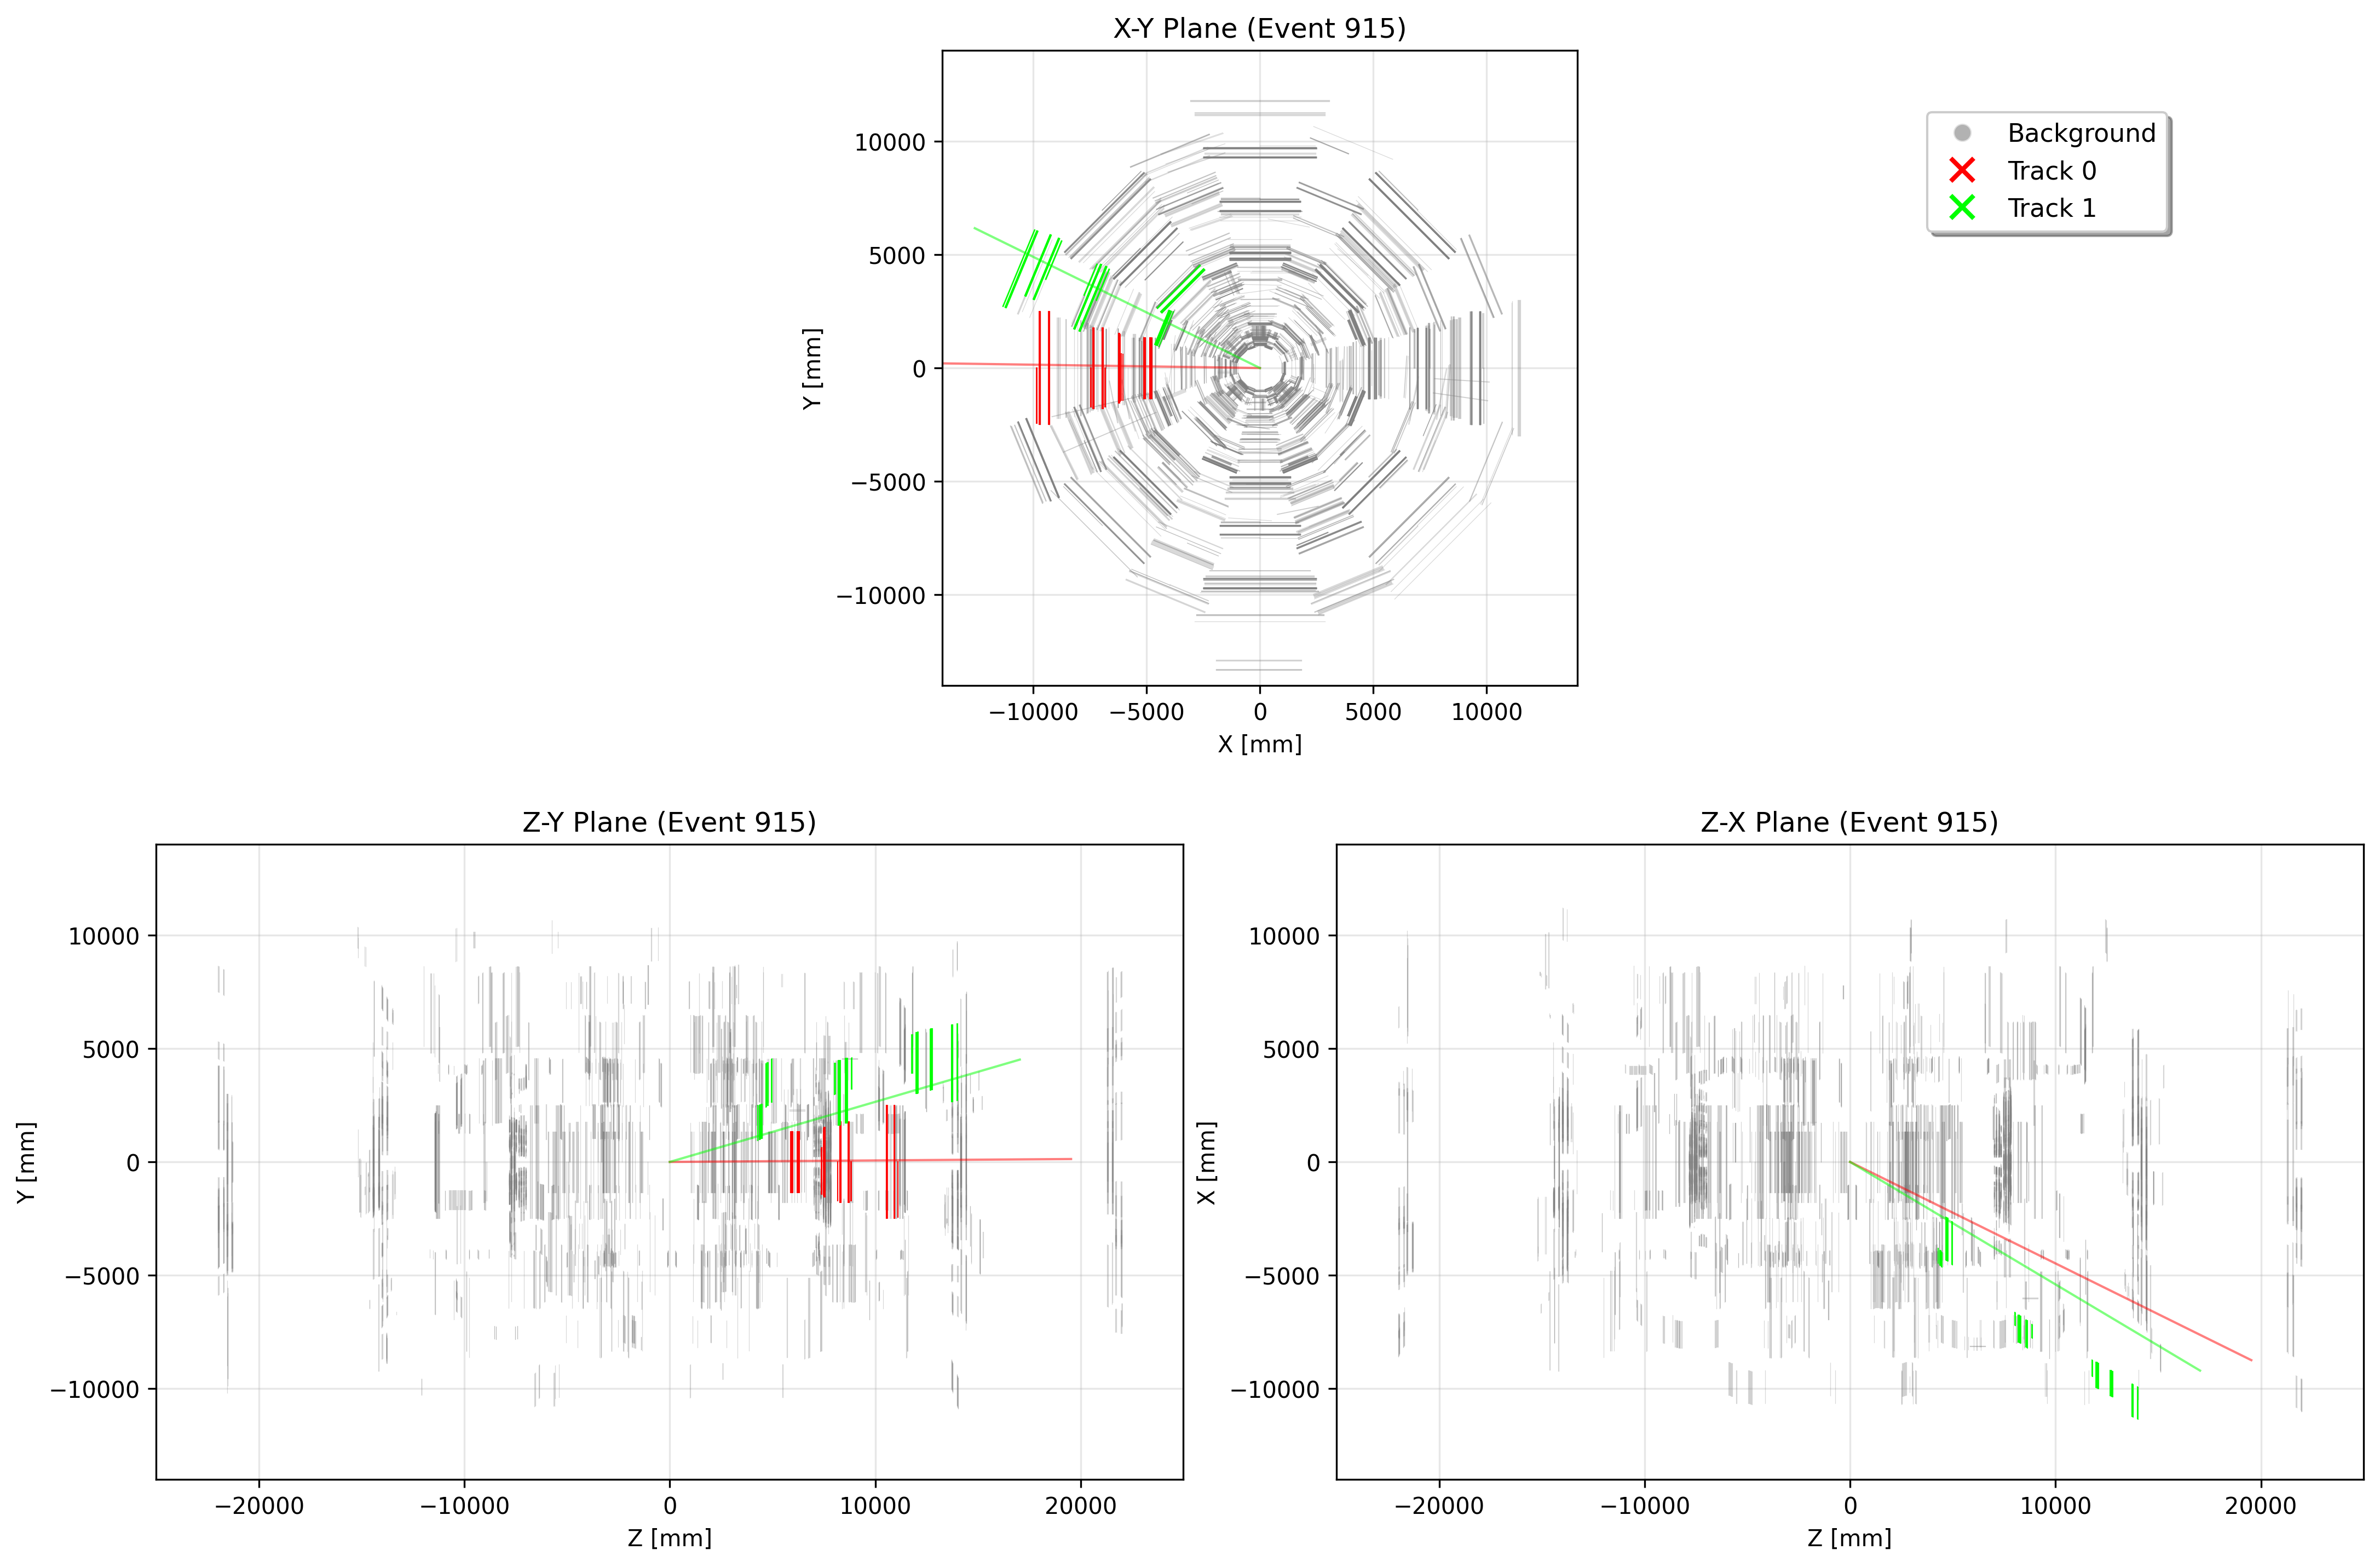 X-Y Plane (Event 915)
Background
Track 0
Track 1
10000
5000
0
−5000
−10000
Y [mm]
−10000 −5000 0 5000 10000
X [mm]
Z-Y Plane (Event 915)
10000
5000
0
−5000
−10000
Y [mm]
−20000 −10000 0 10000 20000
Z [mm]
Z-X Plane (Event 915)
10000
5000
0
−5000
−10000
X [mm]
−20000 −10000 0 10000 20000
Z [mm]